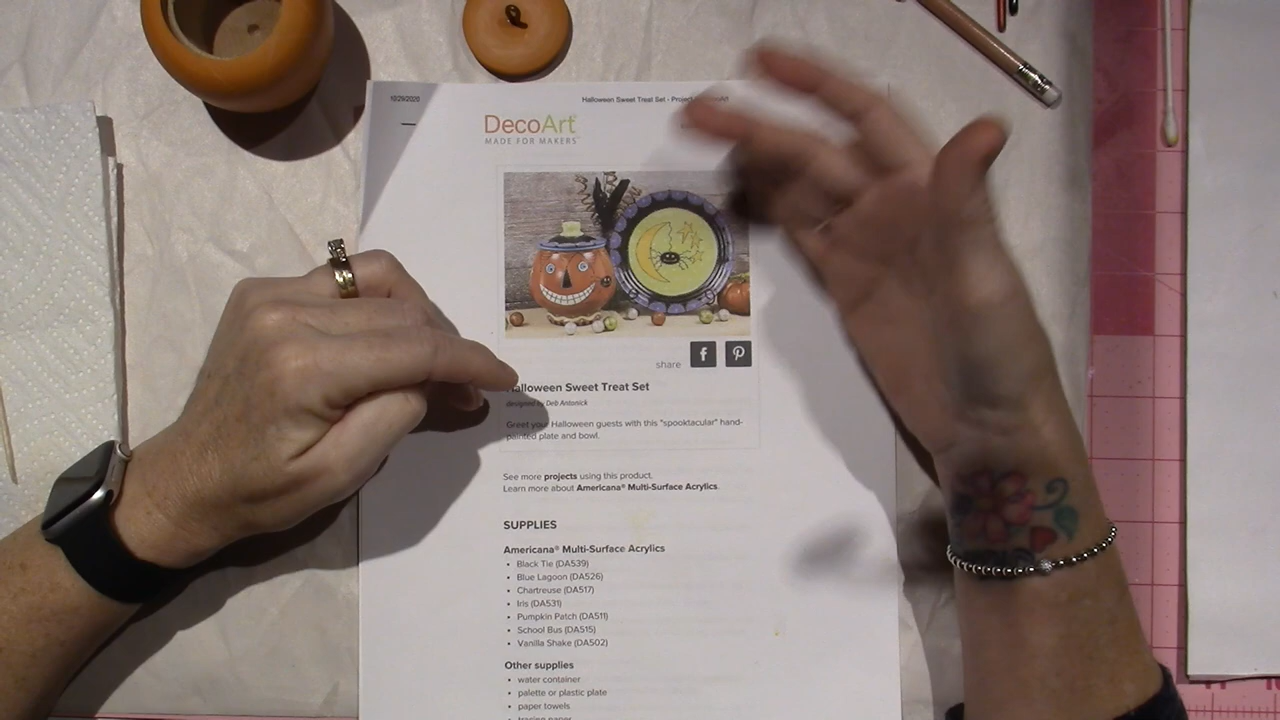 10/29/2020
Halloween Sweet Treat Set - Project
DecoArt
MADE FOR MAKERS
share
Halloween Sweet Treat Set
designed by Deb Antonick
Greet your Halloween guests with this "spooktacular" hand-
painted plate and bowl.
See more projects using this product.
Learn more about Americana® Multi-Surface Acrylics.
SUPPLIES
Americana® Multi-Surface Acrylics
• Black Tie (DA539)
• Blue Lagoon (DA526)
• Chartreuse (DA517)
• Iris (DA531)
• Pumpkin Patch (DA511)
• School Bus (DA515)
• Vanilla Shake (DA502)
Other supplies
• water container
• palette or plastic plate
• paper towels
• tracing paper